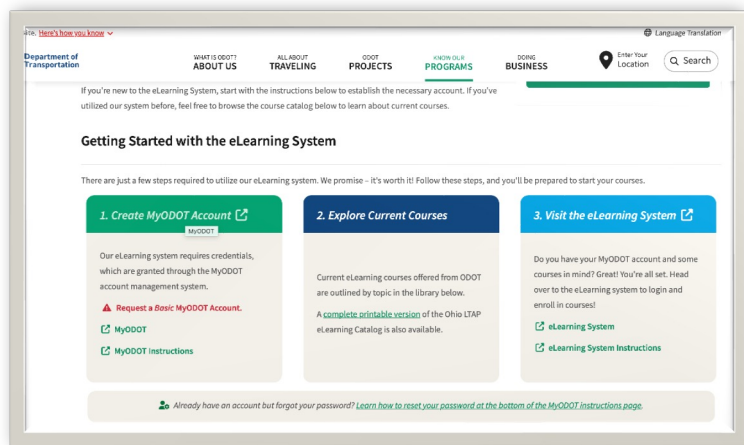 site. Here's how you know
Language Translation
Department of
Transportation
WHAT IS ODOT?
ABOUT US
ALL ABOUT
TRAVELING
ODOT
PROJECTS
KNOW OUR
PROGRAMS
DOING
BUSINESS
Enter Your
Location
Search
If you're new to the eLearning System, start with the instructions below to establish the necessary account. If you've
utilized our system before, feel free to browse the course catalog below to learn about current courses.
Getting Started with the eLearning System
There are just a few steps required to utilize our eLearning system. We promise – it's worth it! Follow these steps, and you'll be prepared to start your courses.
1. Create MyODOT Account
MyODOT
Our eLearning system requires credentials,
which are granted through the MyODOT
account management system.
Request a Basic MyODOT Account.
MyODOT
MyODOT Instructions
2. Explore Current Courses
Current eLearning courses offered from ODOT
are outlined by topic in the library below.
A complete printable version of the Ohio LTAP
eLearning Catalog is also available.
3. Visit the eLearning System
Do you have your MyODOT account and some
courses in mind? Great! You're all set. Head
over to the eLearning system to login and
enroll in courses!
eLearning System
eLearning System Instructions
Already have an account but forgot your password? Learn how to reset your password at the bottom of the MyODOT instructions page.